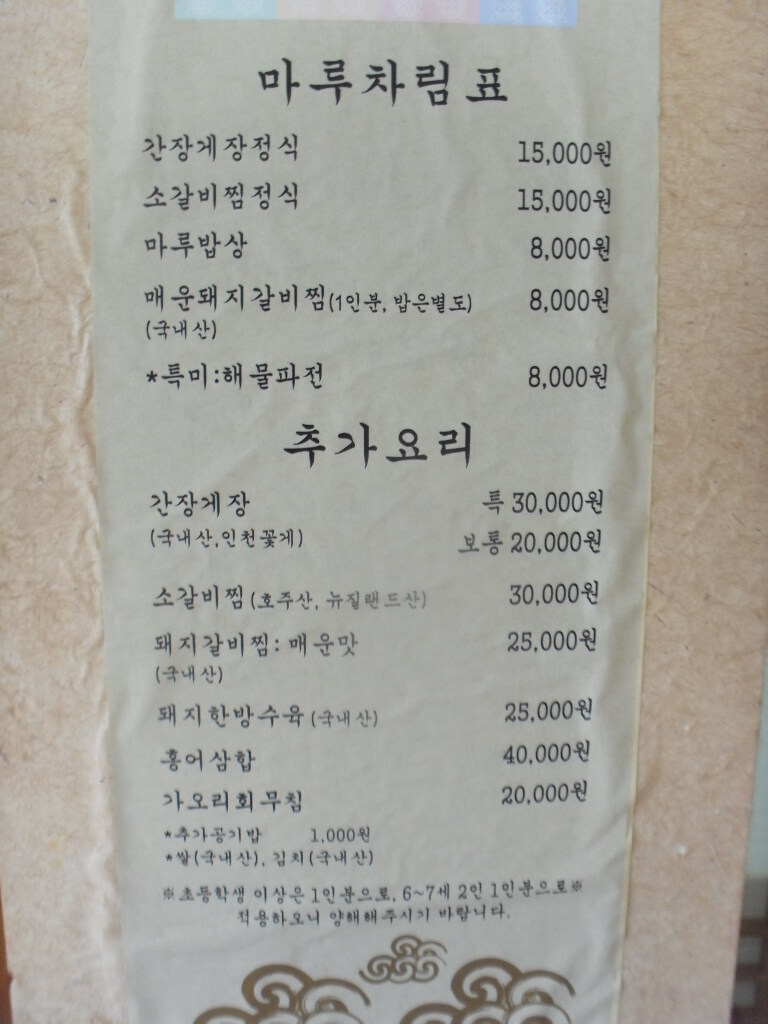 마루차림표
간장게장정식 15,000원
소갈비찜정식 15,000원
마루밥상 8,000원
매운돼지갈비찜(1인분, 밥은별도) 8,000원
(국내산)
*특미:해물파전 8,000원
추가요리
간장게장 특 30,000원
(국내산,인천꽃게) 보통 20,000원
소갈비찜(호주산, 뉴질랜드산) 30,000원
돼지갈비찜: 매운맛 25,000원
(국내산)
돼지한방수육(국내산) 25,000원
홍어삼합 40,000원
가오리회무침 20,000원
*추가공기밥 1,000원
*쌀(국내산), 김치(국내산)
※초등학생 이상은 1인분으로, 6~7세 2인 1인분으로※
적용하오니 양해해주시기 바랍니다.